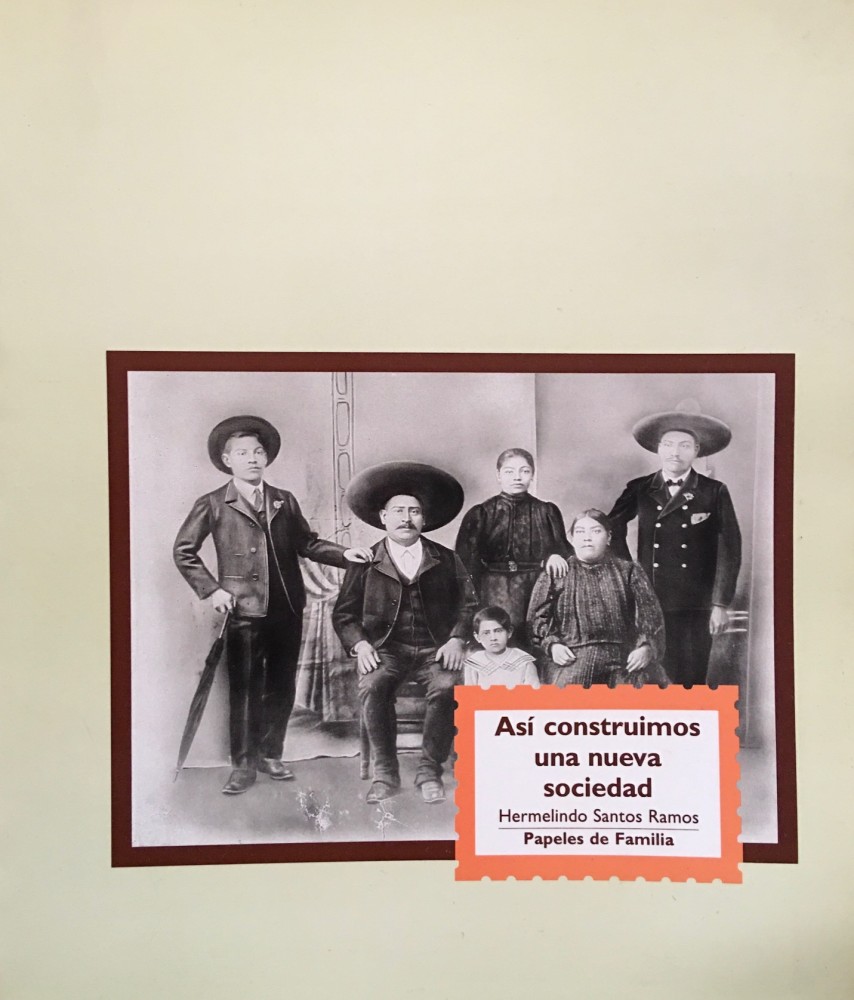 Así construimos
una nueva
sociedad
Hermelindo Santos Ramos
Papeles de Familia